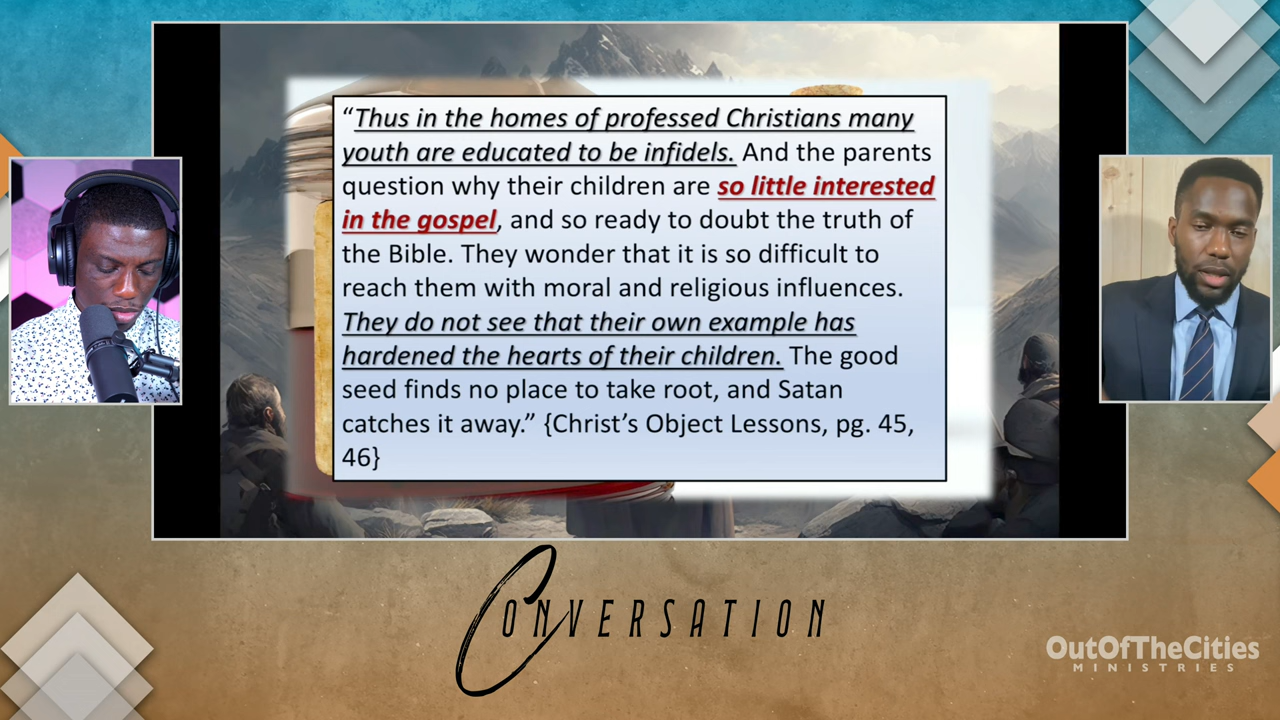 “Thus in the homes of professed Christians many
youth are educated to be infidels. And the parents
question why their children are so little interested
in the gospel, and so ready to doubt the truth of
the Bible. They wonder that it is so difficult to
reach them with moral and religious influences.
They do not see that their own example has
hardened the hearts of their children. The good
seed finds no place to take root, and Satan
catches it away.” {Christ’s Object Lessons, pg. 45,
46}
CONVERSATION
OutOfTheCities
MINISTRIES